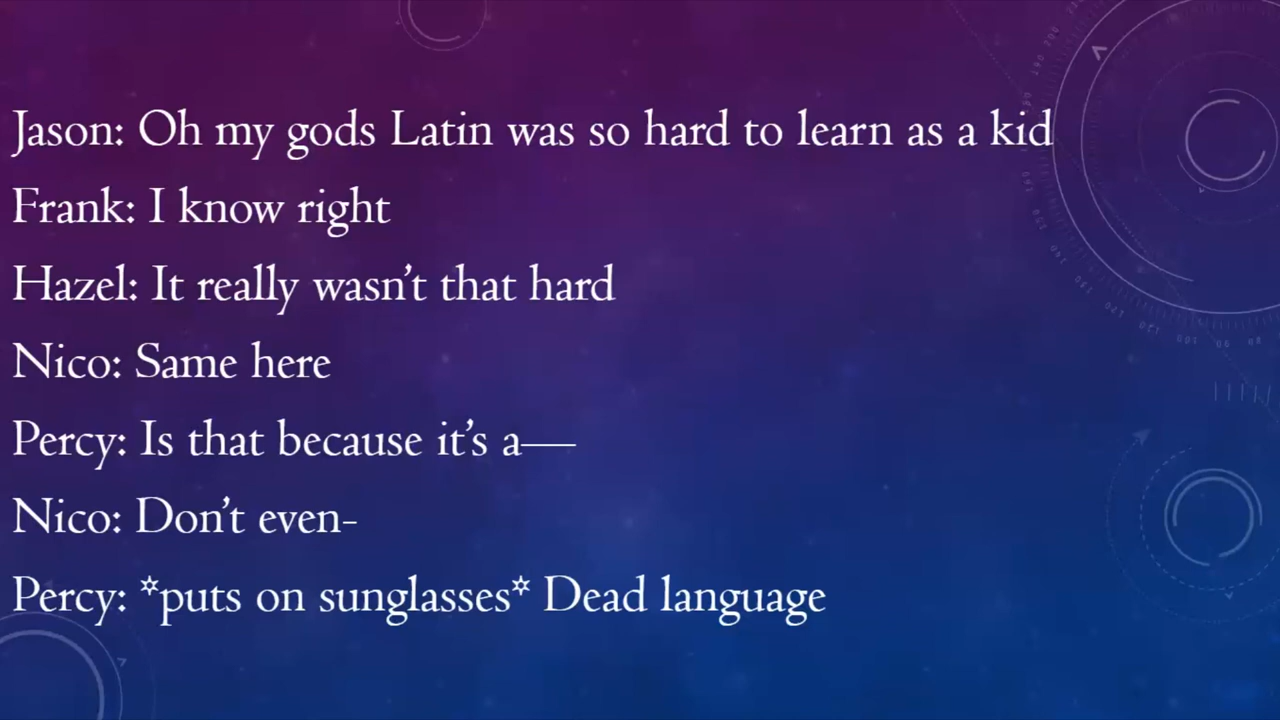 Jason: Oh my gods Latin was so hard to learn as a kid
Frank: I know right
Hazel: It really wasn't that hard
Nico: Same here
Percy: Is that because it's a—
Nico: Don't even-
Percy: *puts on sunglasses* Dead language